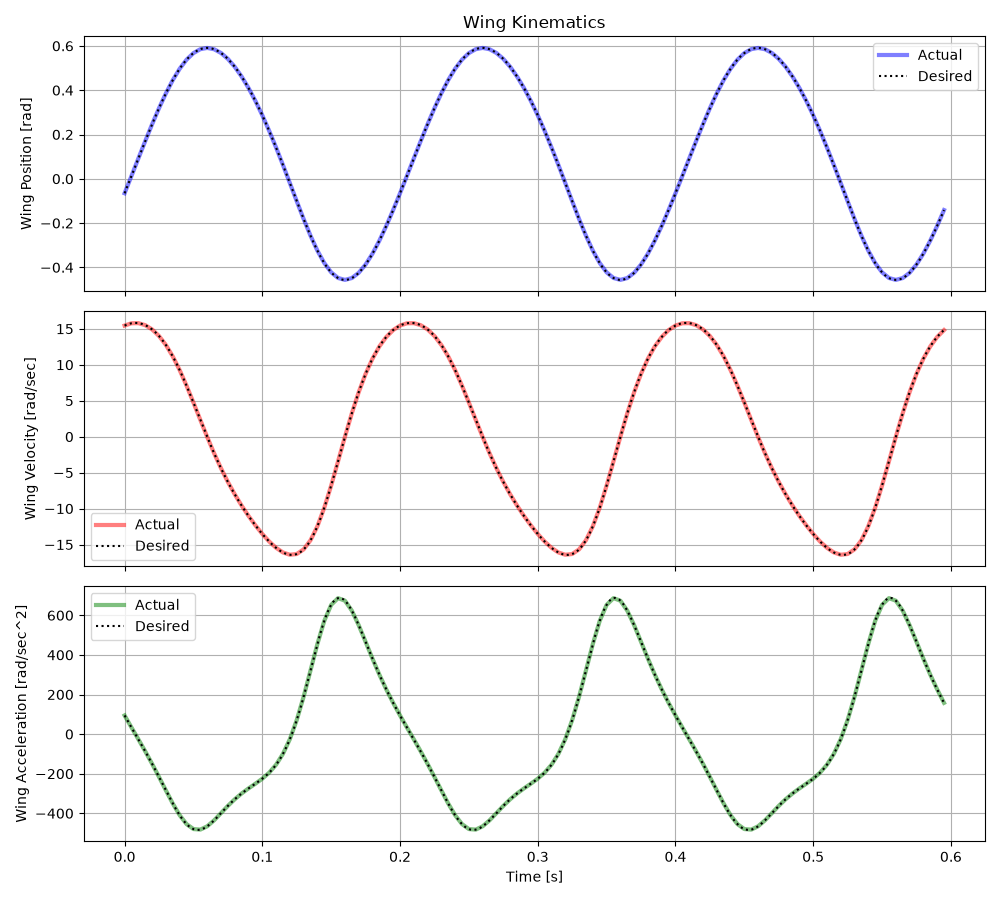 Wing Kinematics
Wing Position [rad]
0.6
0.4
0.2
0.0
−0.2
−0.4
Actual
Desired
Wing Velocity [rad/sec]
15
10
5
0
−5
−10
−15
Actual
Desired
Wing Acceleration [rad/sec^2]
600
400
200
0
−200
−400
Actual
Desired
0.0 0.1 0.2 0.3 0.4 0.5 0.6
Time [s]